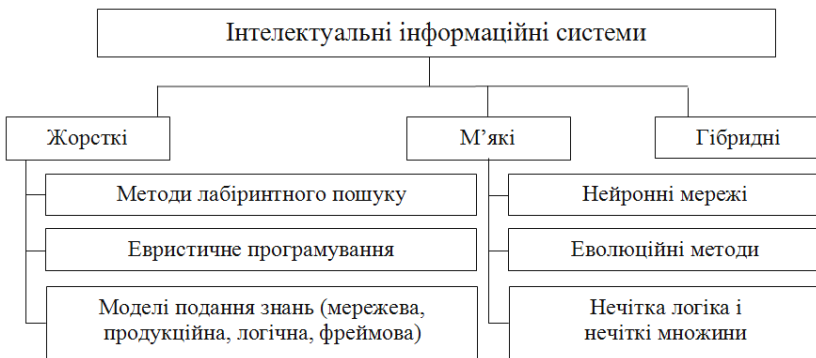 Інтелектуальні інформаційні системи
Жорсткі
М’які
Гібридні
Методи лабіринтного пошуку
Евристичне програмування
Моделі подання знань (мережева,
продукційна, логічна, фреймова)
Нейронні мережі
Еволюційні методи
Нечітка логіка і
нечіткі множини